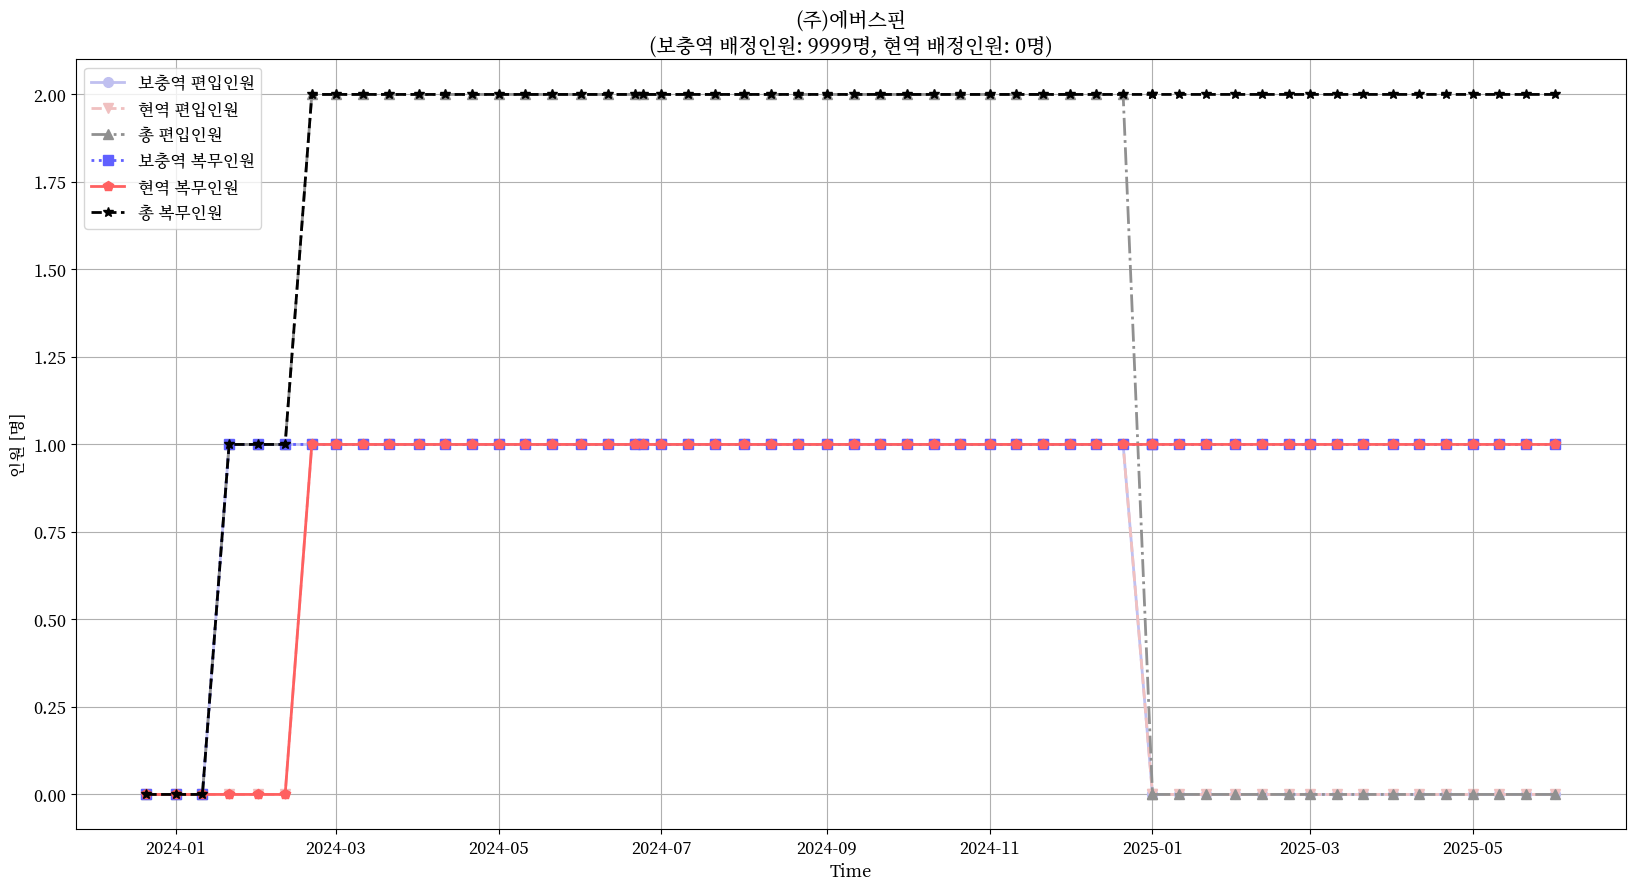 (주)에버스핀
(보충역 배정인원: 9999명, 현역 배정인원: 0명)
보충역 편입인원
현역 편입인원
총 편입인원
보충역 복무인원
현역 복무인원
총 복무인원
2.00
1.75
1.50
1.25
1.00
0.75
0.50
0.25
0.00
인원 [명]
2024-01 2024-03 2024-05 2024-07 2024-09 2024-11 2025-01 2025-03 2025-05
Time